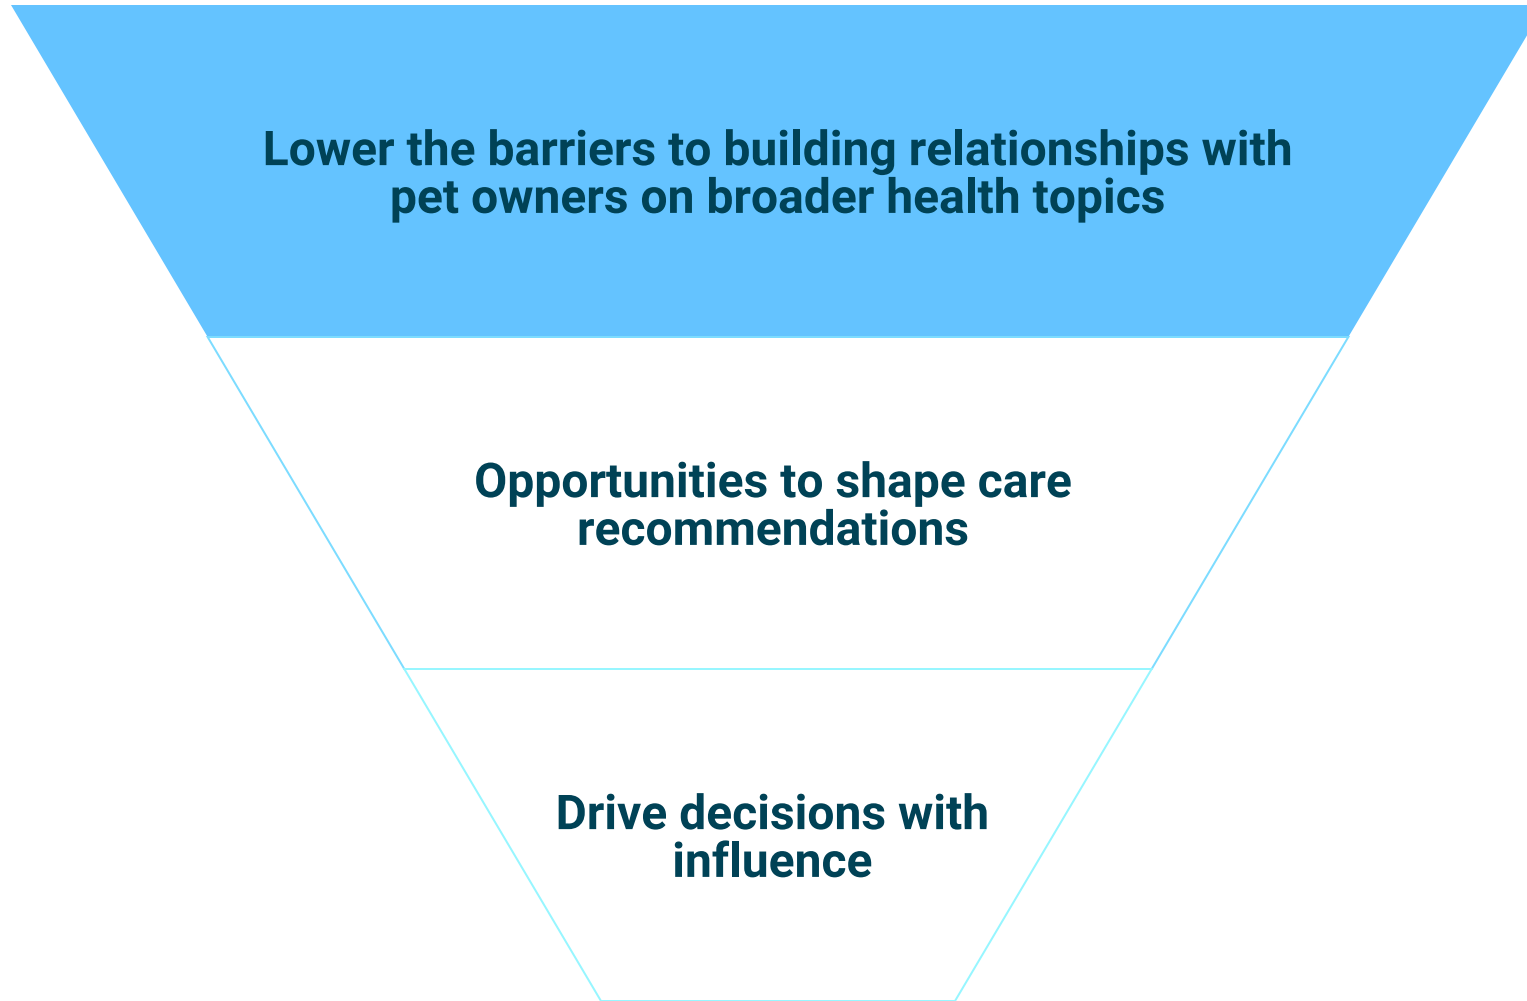 Lower the barriers to building relationships with
pet owners on broader health topics
Opportunities to shape care
recommendations
Drive decisions with
influence